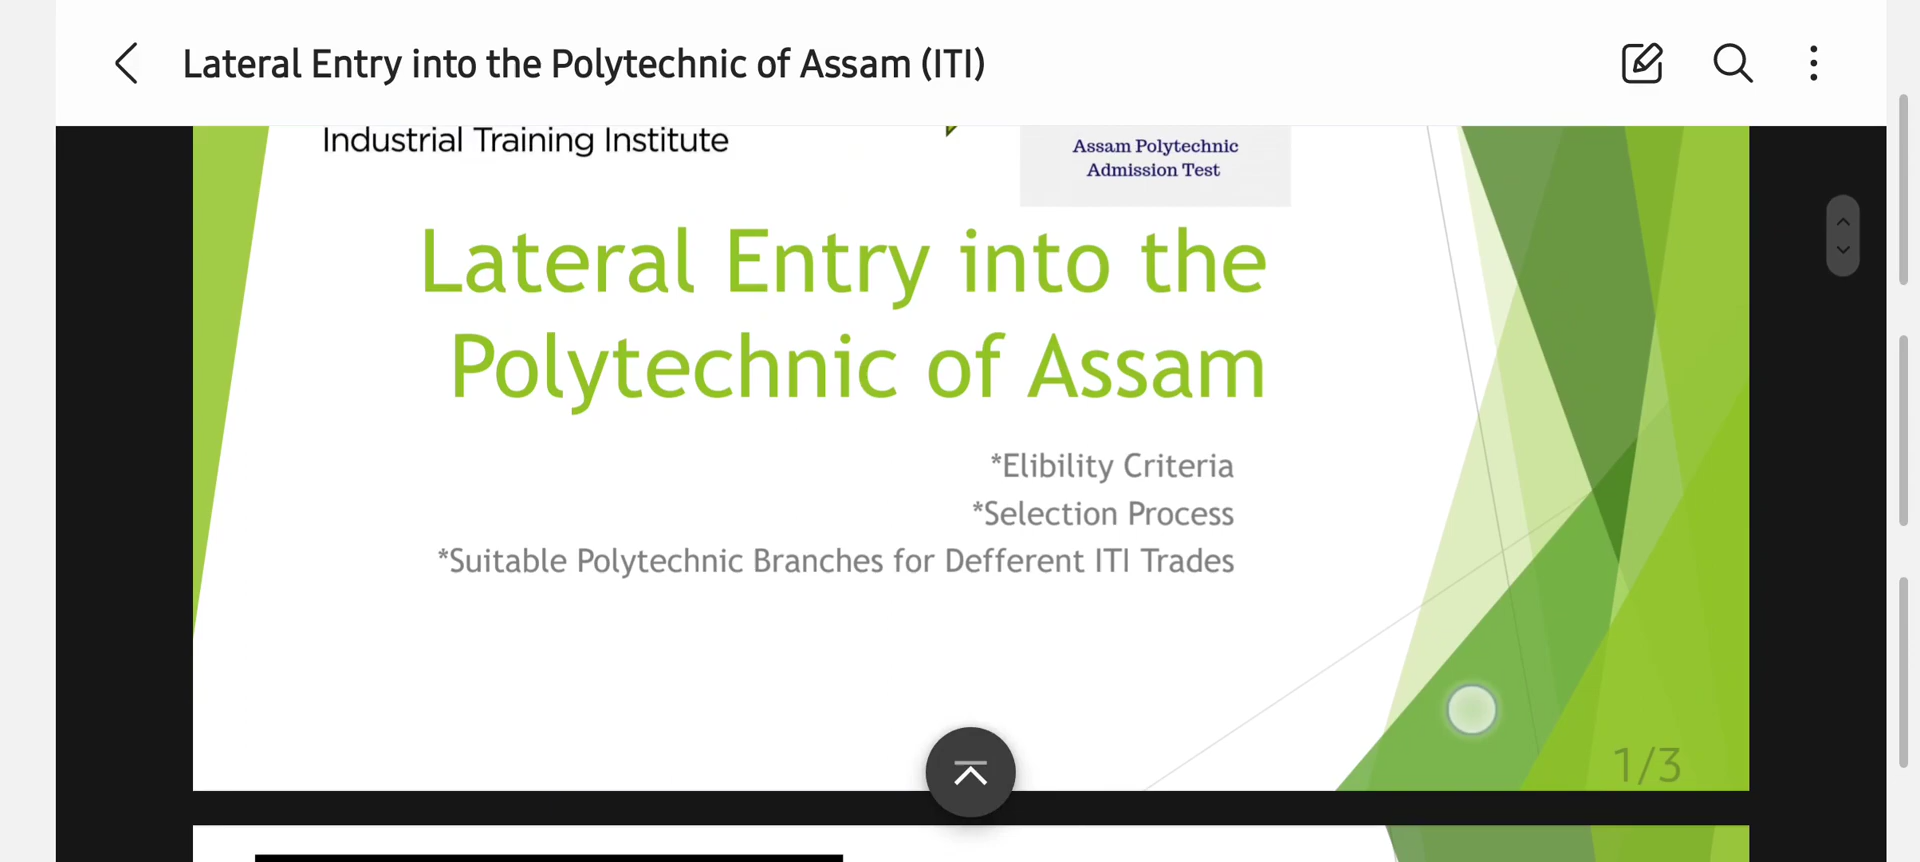 Lateral Entry into the Polytechnic of Assam (ITI)
Industrial Training Institute
Assam Polytechnic
Admission Test
Lateral Entry into the
Polytechnic of Assam
*Elibility Criteria
*Selection Process
*Suitable Polytechnic Branches for Defferent ITI Trades
1/3